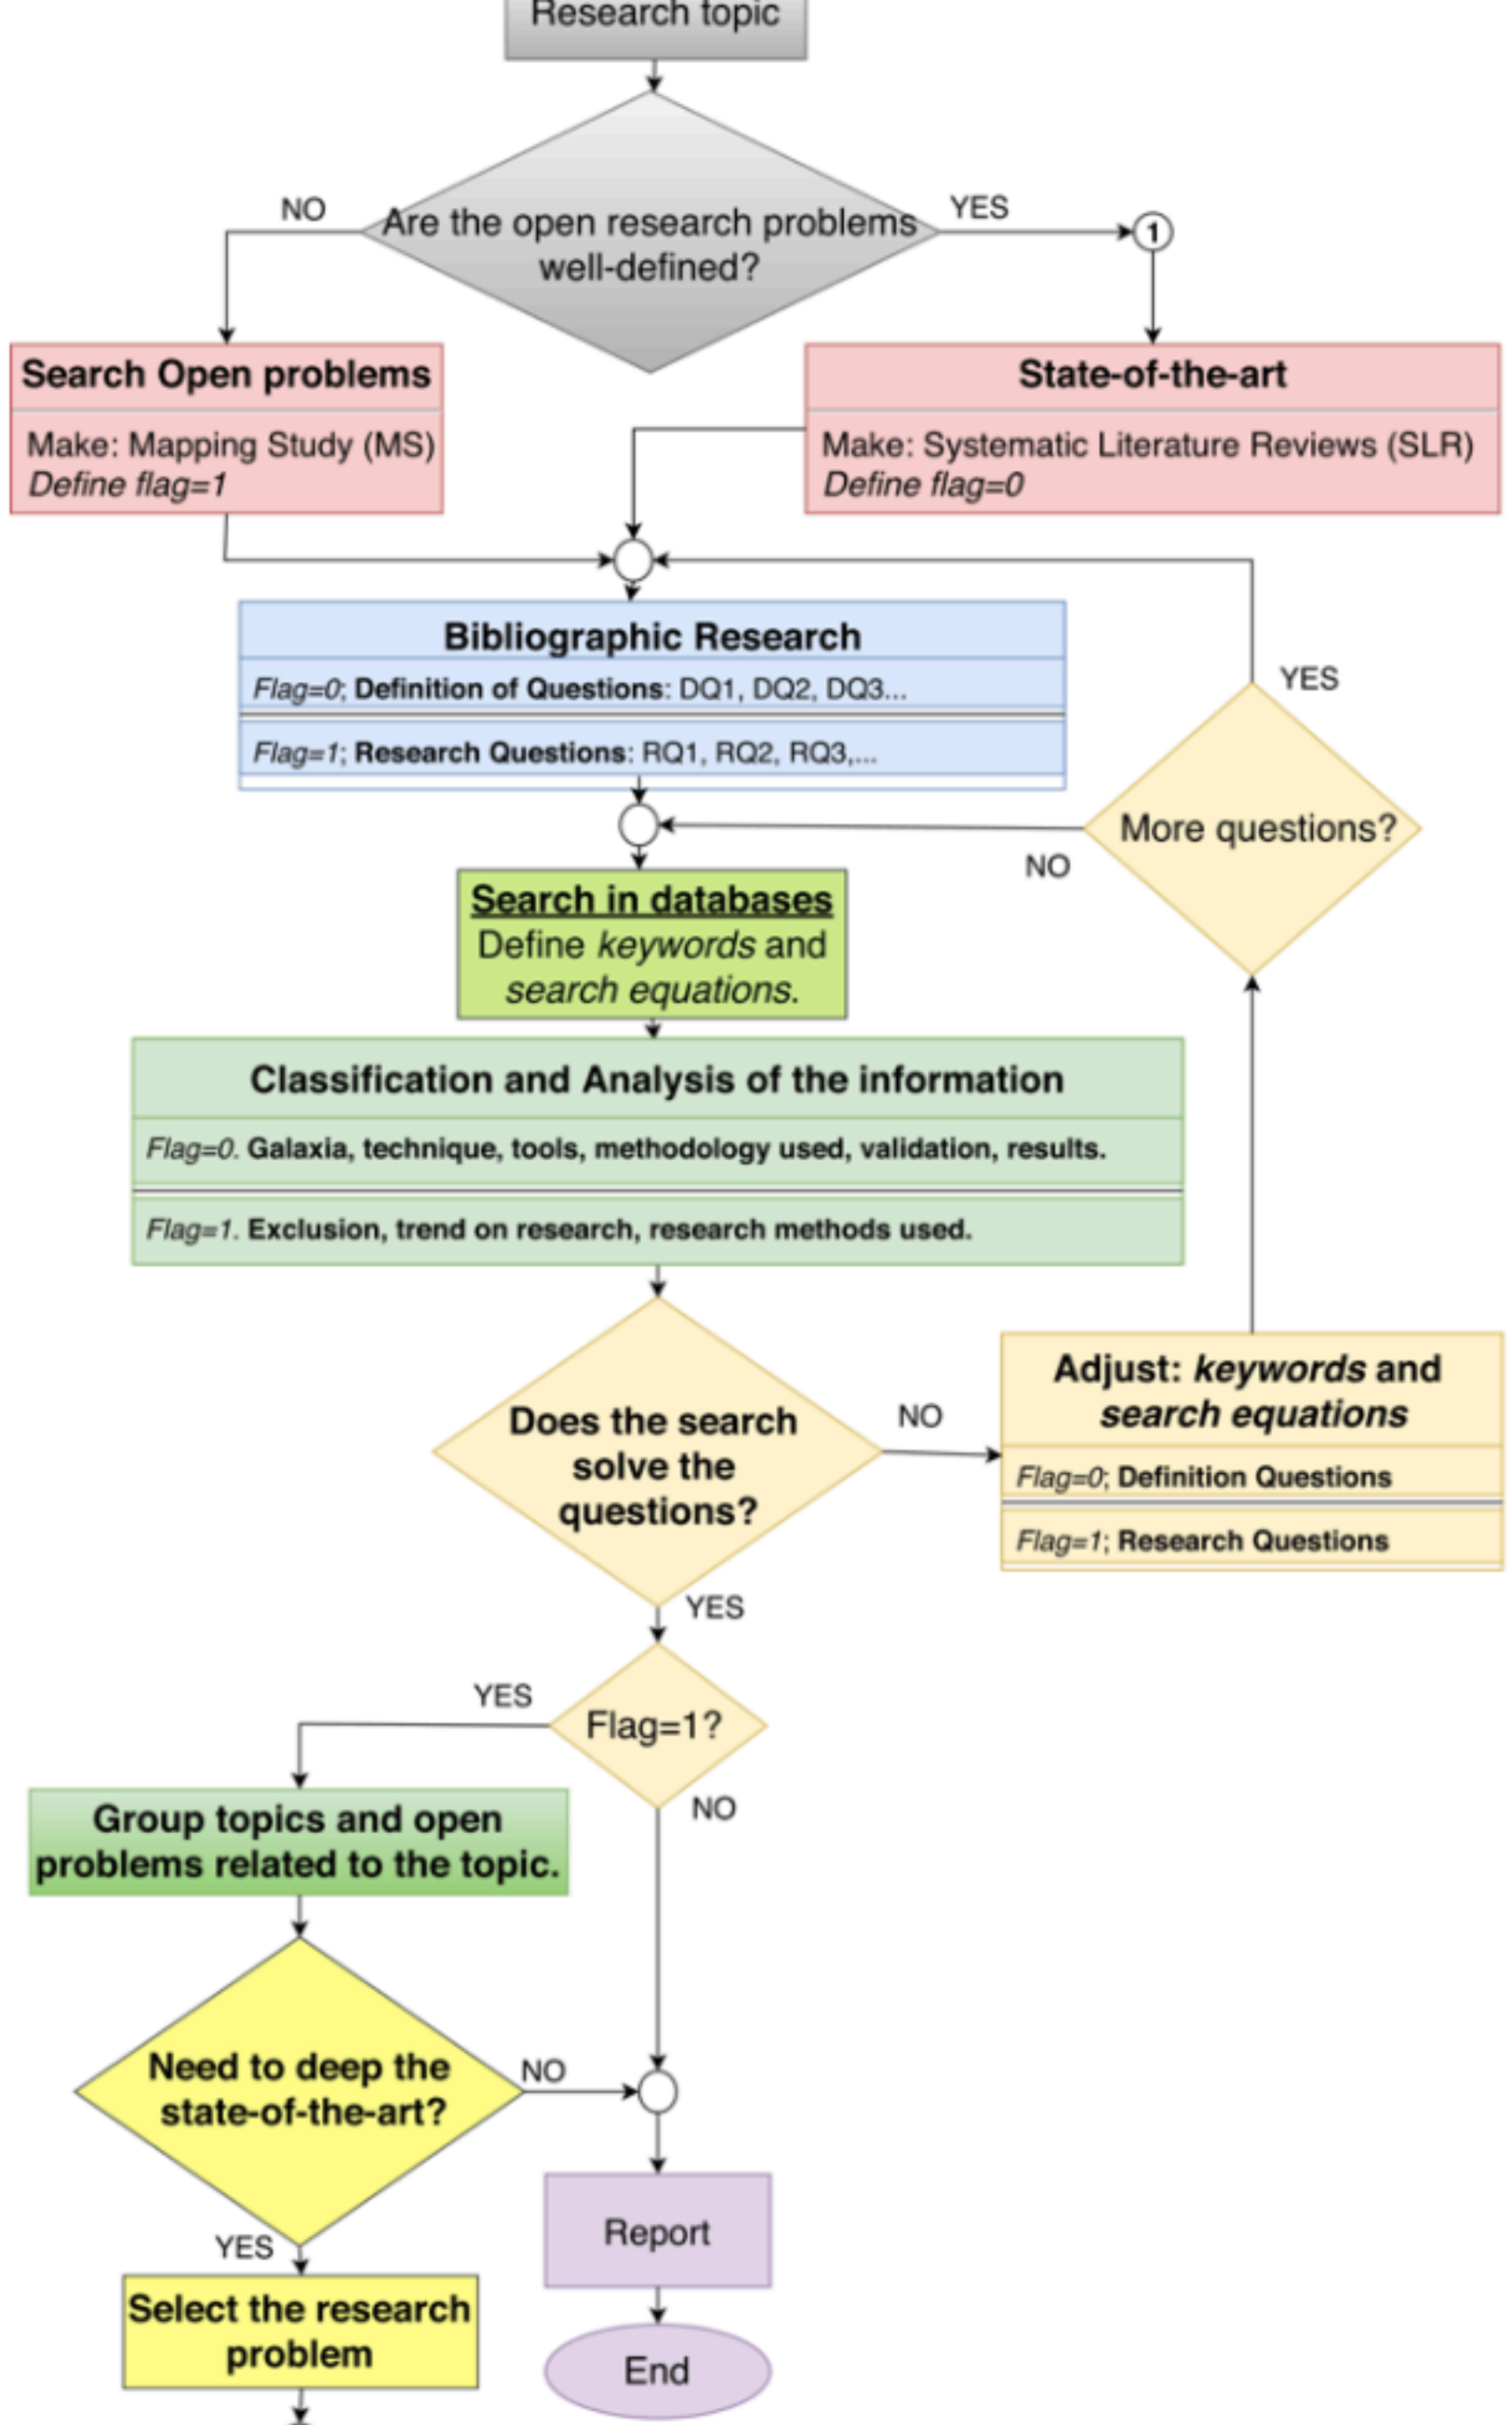 Research topic
Are the open research problems
well-defined?
NO
YES
1
Search Open problems
Make: Mapping Study (MS)
Define flag=1
State-of-the-art
Make: Systematic Literature Reviews (SLR)
Define flag=0
Bibliographic Research
Flag=0; Definition of Questions: DQ1, DQ2, DQ3...
Flag=1; Research Questions: RQ1, RQ2, RQ3,...
YES
More questions?
NO
Search in databases
Define keywords and
search equations.
Classification and Analysis of the information
Flag=0. Galaxia, technique, tools, methodology used, validation, results.
Flag=1. Exclusion, trend on research, research methods used.
Does the search
solve the
questions?
NO
Adjust: keywords and
search equations
Flag=0; Definition Questions
Flag=1; Research Questions
YES
Flag=1?
YES
NO
Group topics and open
problems related to the topic.
Need to deep the
state-of-the-art?
NO
YES
Report
Select the research
problem
End